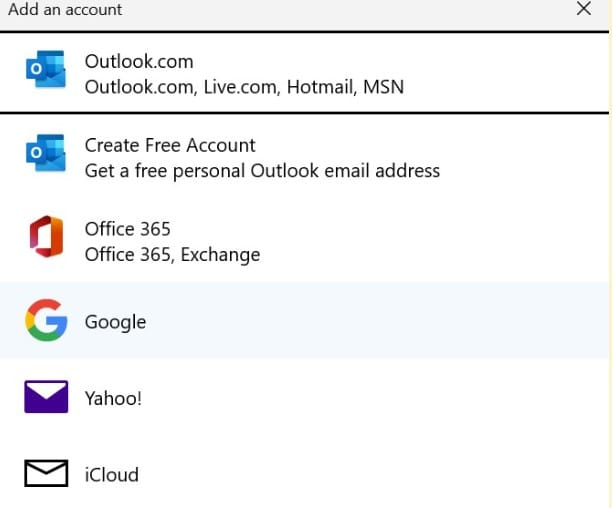 Add an account
Outlook.com
Outlook.com, Live.com, Hotmail, MSN
Create Free Account
Get a free personal Outlook email address
Office 365
Office 365, Exchange
Google
Yahoo!
iCloud